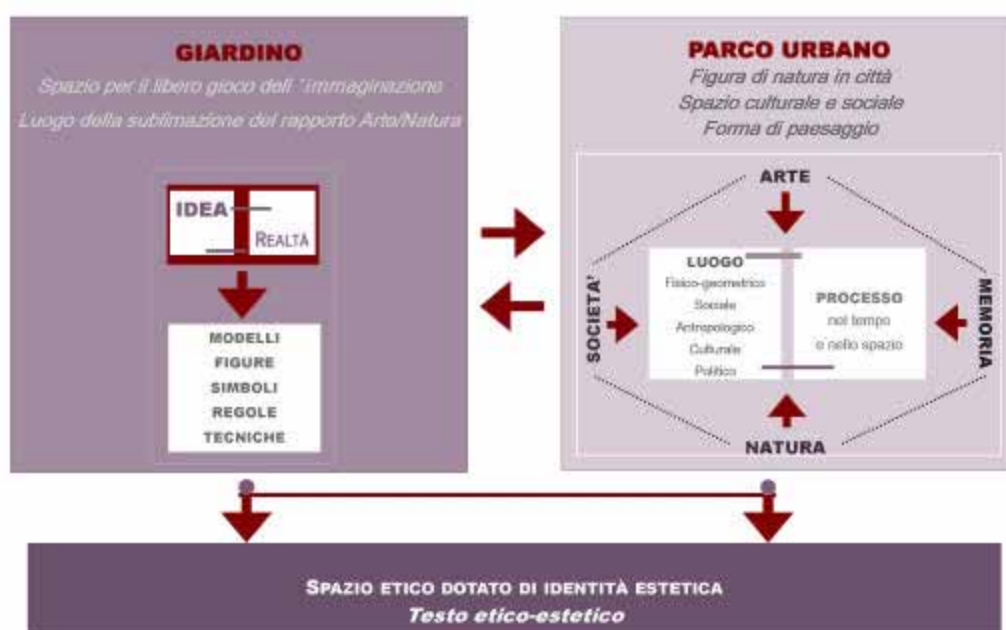 GIARDINO
Spazio per il libero gioco dell 'immaginazione
Luogo della sublimazione del rapporto Arte/Natura
IDEA
REALTÀ
MODELLI
FIGURE
SIMBOLI
REGOLE
TECNICHE
PARCO URBANO
Figura di natura in città
Spazio culturale e sociale
Forma di paesaggio
ARTE
SOCIETA'
LUOGO
Fisico-geometrico
Sociale
Antropologico
Culturale
Politico
PROCESSO
nel tempo
e nello spazio
MEMORIA
NATURA
SPAZIO ETICO DOTATO DI IDENTITÀ ESTETICA
Testo etico-estetico